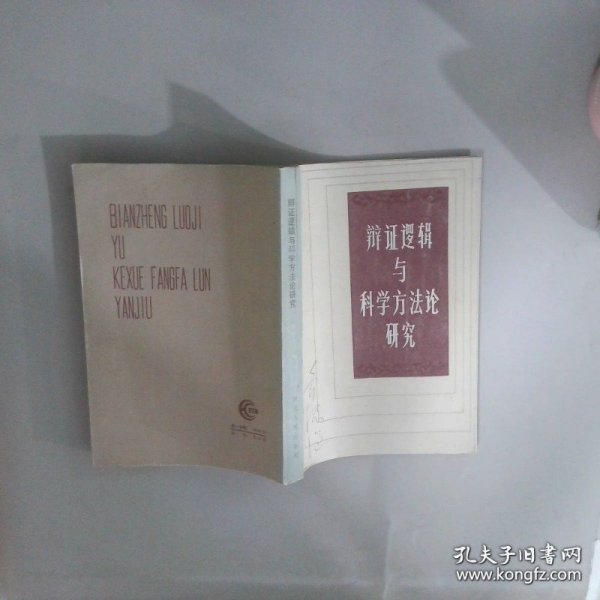 BIANZHENG LUOJI
YU
KEXUE FANGFA LUN
YANJIU
辩证逻辑与科学方法论研究
辩证逻辑
与
科学方法论
研究
孔夫子旧书网
www.kongfz.com